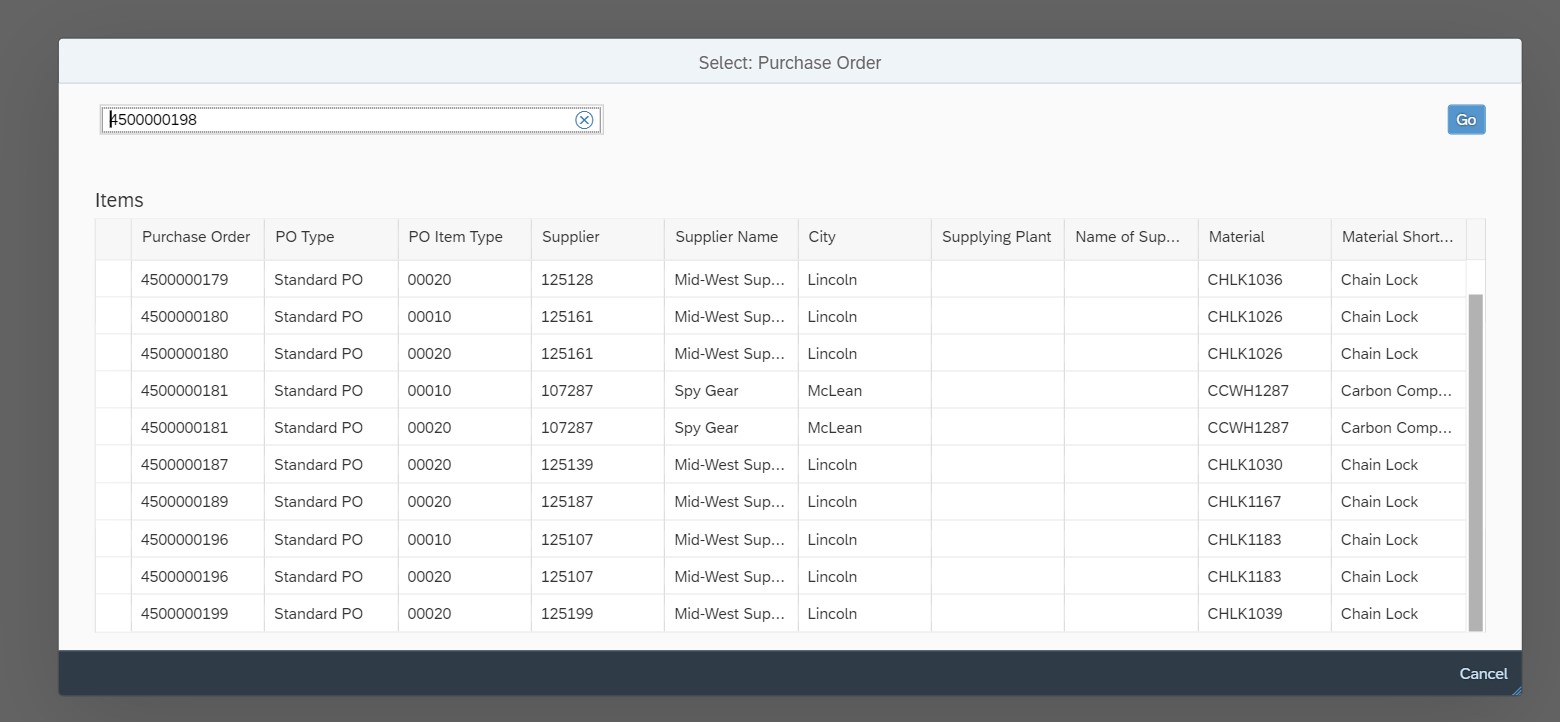 Select: Purchase Order
4500000198
Go
Items
Purchase Order PO Type PO Item Type Supplier Supplier Name City Supplying Plant Name of Sup... Material Material Short...
4500000179 Standard PO 00020 125128 Mid-West Sup... Lincoln CHLK1036 Chain Lock
4500000180 Standard PO 00010 125161 Mid-West Sup... Lincoln CHLK1026 Chain Lock
4500000180 Standard PO 00020 125161 Mid-West Sup... Lincoln CHLK1026 Chain Lock
4500000181 Standard PO 00010 107287 Spy Gear McLean CCWH1287 Carbon Comp...
4500000181 Standard PO 00020 107287 Spy Gear McLean CCWH1287 Carbon Comp...
4500000187 Standard PO 00020 125139 Mid-West Sup... Lincoln CHLK1030 Chain Lock
4500000189 Standard PO 00020 125187 Mid-West Sup... Lincoln CHLK1167 Chain Lock
4500000196 Standard PO 00010 125107 Mid-West Sup... Lincoln CHLK1183 Chain Lock
4500000196 Standard PO 00020 125107 Mid-West Sup... Lincoln CHLK1183 Chain Lock
4500000199 Standard PO 00020 125199 Mid-West Sup... Lincoln CHLK1039 Chain Lock
Cancel